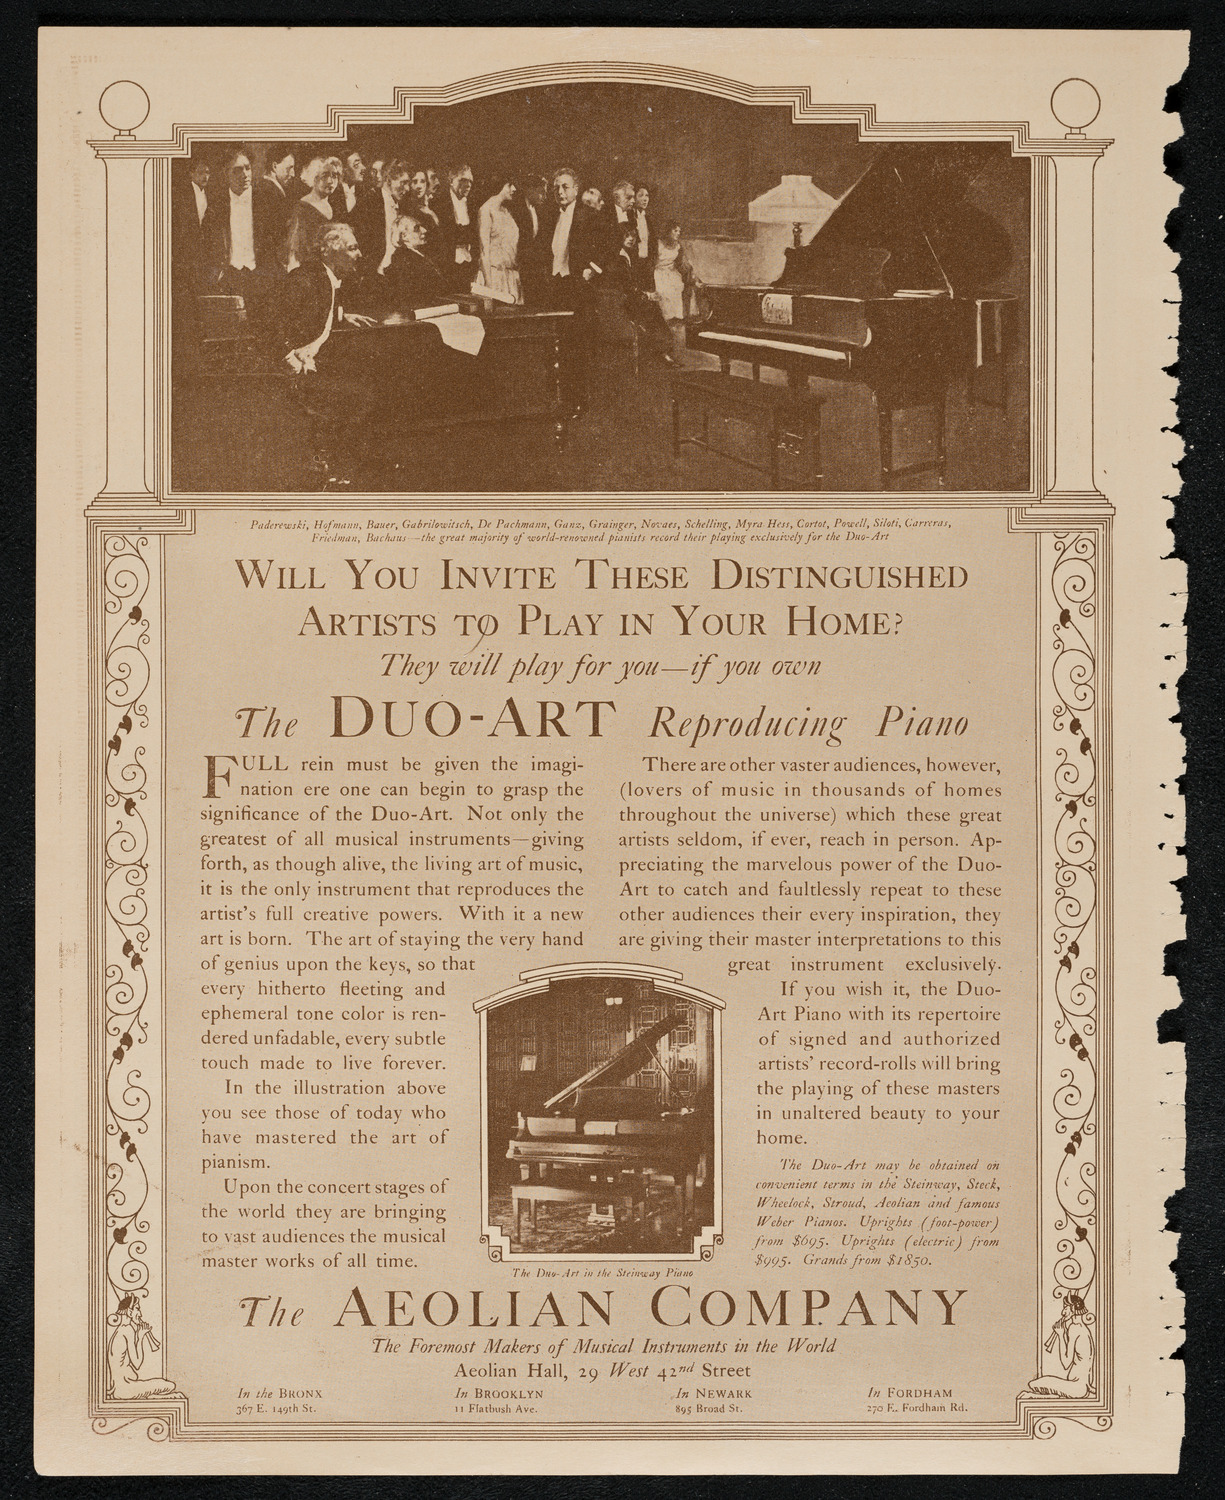 Paderewski, Hofmann, Bauer, Gabrilowitsch, De Pachmann, Ganz, Grainger, Novaes, Schelling, Myra Hess, Cortot, Powell, Siloti, Carreras,
Friedman, Bachaus—the great majority of world-renowned pianists record their playing exclusively for the Duo-Art
WILL YOU INVITE THESE DISTINGUISHED
ARTISTS TO PLAY IN YOUR HOME?
They will play for you—if you own
The DUO-ART Reproducing Piano
FULL rein must be given the imagi-
nation ere one can begin to grasp the
significance of the Duo-Art. Not only the
greatest of all musical instruments—giving
forth, as though alive, the living art of music,
it is the only instrument that reproduces the
artist's full creative powers. With it a new
art is born. The art of staying the very hand
of genius upon the keys, so that
every hitherto fleeting and
ephemeral tone color is ren-
dered unfadable, every subtle
touch made to live forever.
In the illustration above
you see those of today who
have mastered the art of
pianism.
Upon the concert stages of
the world they are bringing
to vast audiences the musical
master works of all time.
There are other vaster audiences, however,
(lovers of music in thousands of homes
throughout the universe) which these great
artists seldom, if ever, reach in person. Ap-
preciating the marvelous power of the Duo-
Art to catch and faultlessly repeat to these
other audiences their every inspiration, they
are giving their master interpretations to this
great instrument exclusively.
If you wish it, the Duo-
Art Piano with its repertoire
of signed and authorized
artists' record-rolls will bring
the playing of these masters
in unaltered beauty to your
home.
The Duo-Art may be obtained on
convenient terms in the Steinway, Steck,
Wheelock, Stroud, Aeolian and famous
Weber Pianos. Uprights (foot-power)
from $695. Uprights (electric) from
$995. Grands from $1850.
The Duo-Art in the Steinway Piano
The AEOLIAN COMPANY
The Foremost Makers of Musical Instruments in the World
Aeolian Hall, 29 West 42nd Street
In the BRONX
367 E. 149th St.
In BROOKLYN
11 Flatbush Ave.
In NEWARK
895 Broad St.
In FORDHAM
270 E. Fordham Rd.